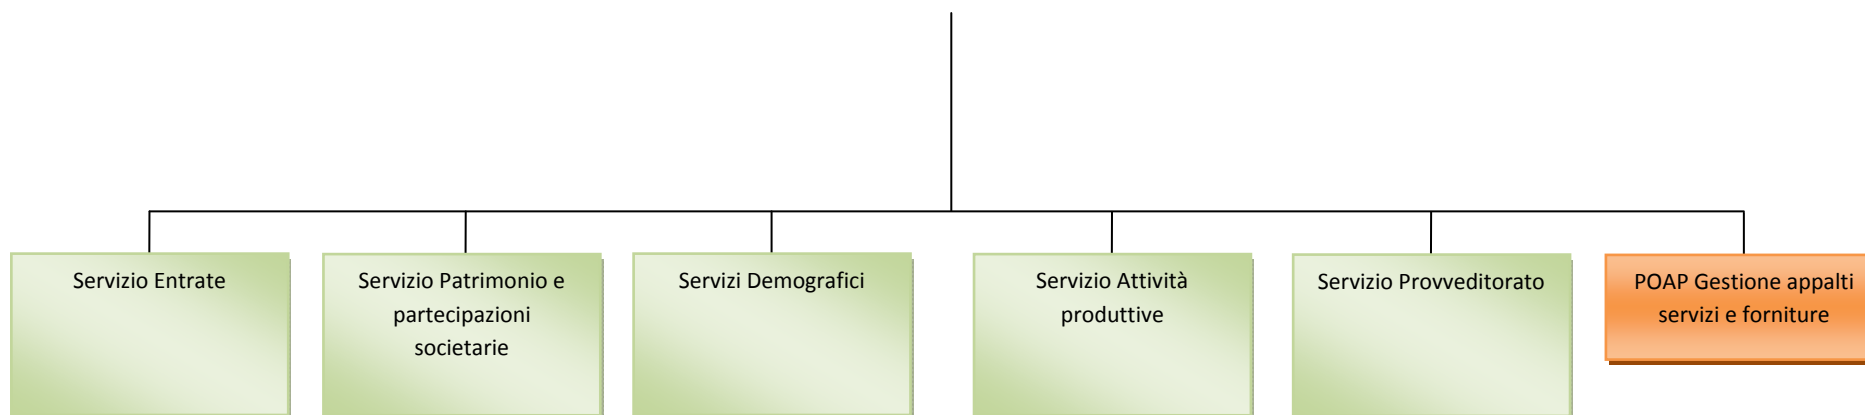 Servizio Entrate
Servizio Patrimonio e
partecipazioni
societarie
Servizi Demografici
Servizio Attività
produttive
Servizio Provveditorato
POAP Gestione appalti
servizi e forniture